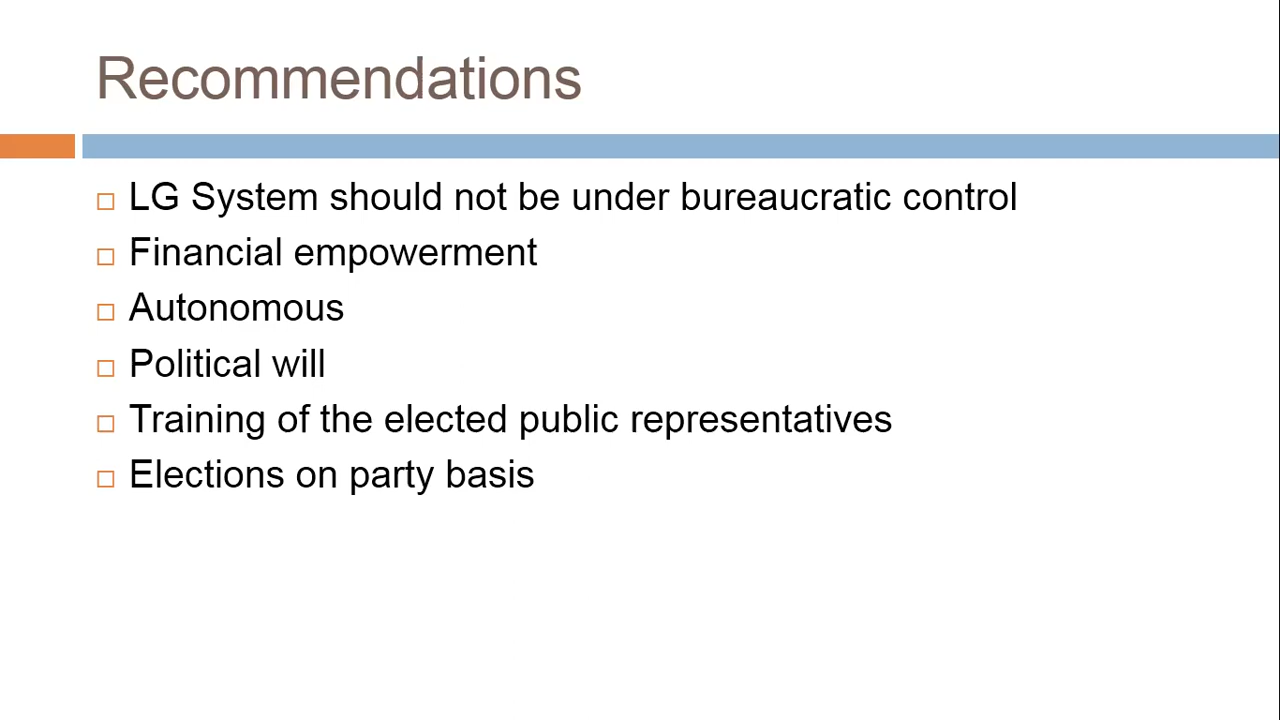 Recommendations
LG System should not be under bureaucratic control
Financial empowerment
Autonomous
Political will
Training of the elected public representatives
Elections on party basis